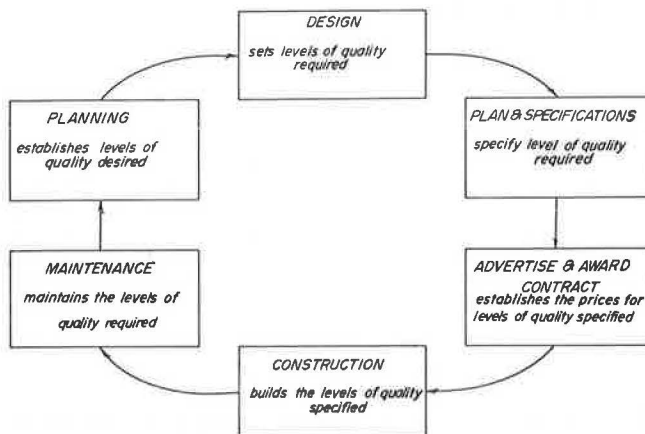 DESIGN
sets levels of quality
required
PLANNING
establishes levels of
quality desired
PLAN & SPECIFICATIONS
specify level of quality
required
MAINTENANCE
maintains the levels of
quality required
ADVERTISE & AWARD
CONTRACT
establishes the prices for
levels of quality specified
CONSTRUCTION
builds the levels of quality
specified